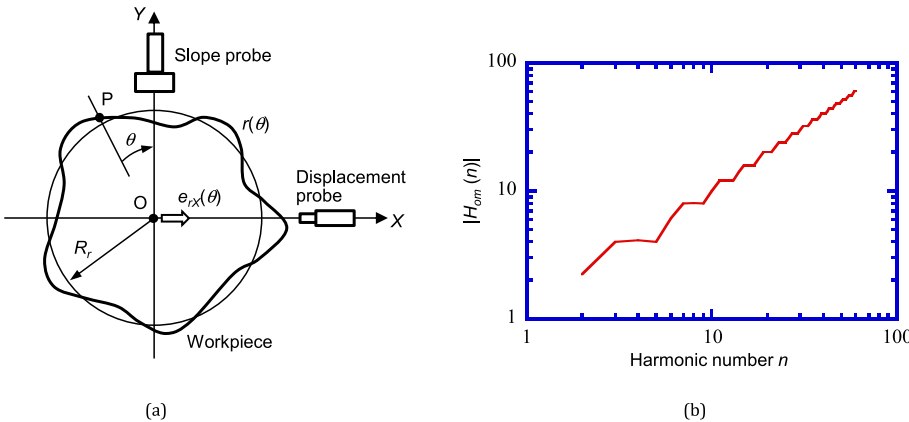 Y
Slope probe
P
r(θ)
θ
Displacement
probe
O
e_rX(θ)
X
R_r
Workpiece
(a)
100
10
1
|H_om (n)|
1
10
100
Harmonic number n
(b)